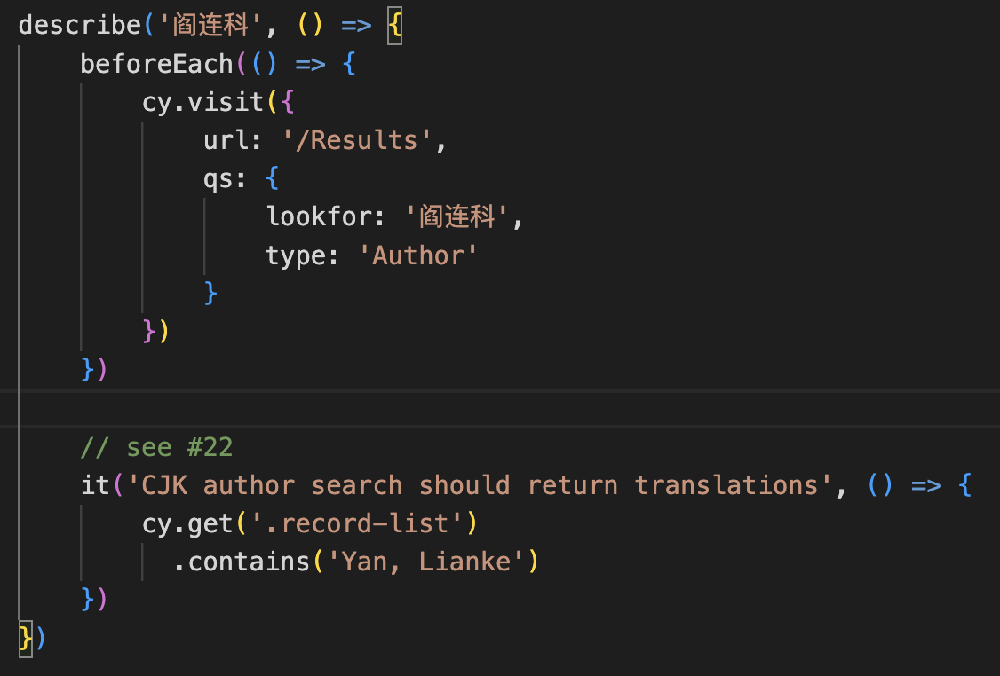 describe('阎连科', () => {
    beforeEach(() => {
        cy.visit({
            url: '/Results',
            qs: {
                lookfor: '阎连科',
                type: 'Author'
            }
        })
    })

    // see #22
    it('CJK author search should return translations', () => {
        cy.get('.record-list')
          .contains('Yan, Lianke')
    })
})